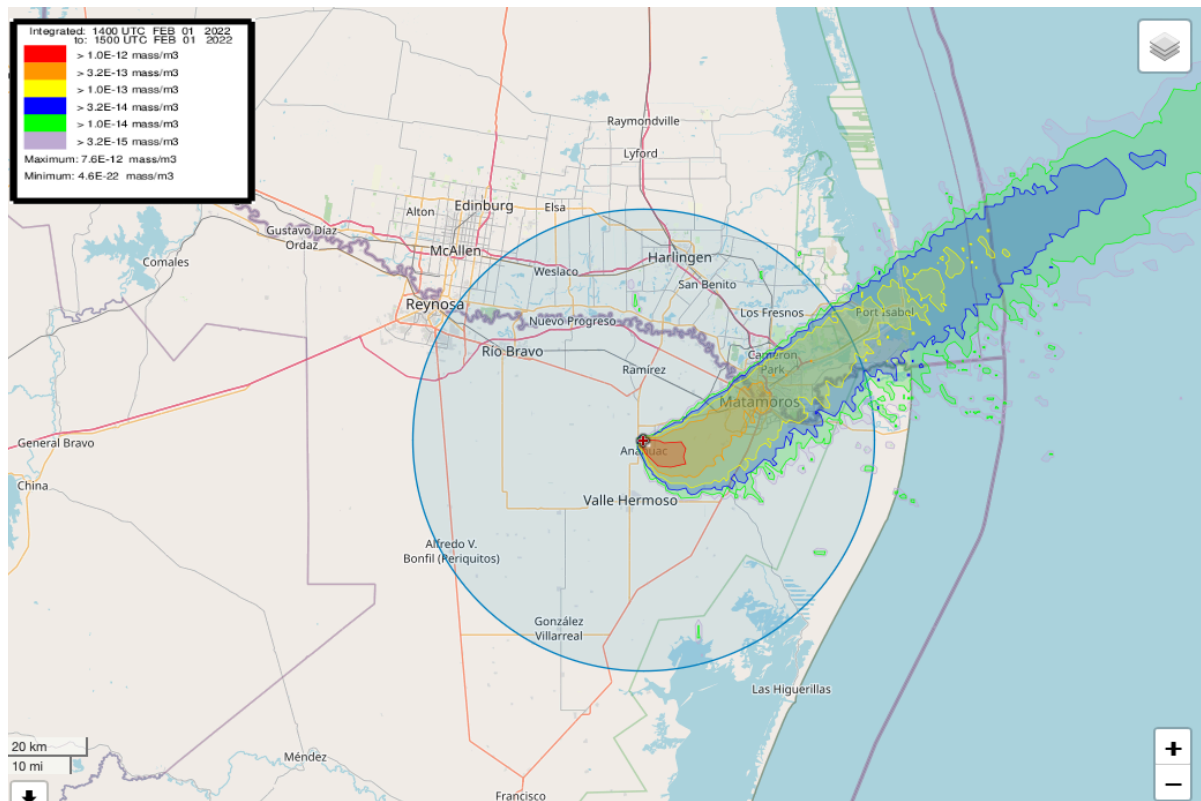 Integrated: 1400 UTC FEB 01 2022
to: 1500 UTC FEB 01 2022
> 1.0E-12 mass/m3
> 3.2E-13 mass/m3
> 1.0E-13 mass/m3
> 3.2E-14 mass/m3
> 1.0E-14 mass/m3
> 3.2E-15 mass/m3
Maximum: 7.6E-12 mass/m3
Minimum: 4.6E-22 mass/m3
Raymondville
Lyford
Alton
Edinburg
Elsa
Gustavo Díaz
Ordaz
McAllen
Comales
Weslaco
Harlingen
San Benito
Reynosa
Nuevo Progreso
Los Fresnos
Port Isabel
Río Bravo
Ramírez
Cameron
Park
Matamoros
General Bravo
Anáhuac
China
Valle Hermoso
Alfredo V.
Bonfil (Periquitos)
González
Villarreal
Las Higuerillas
20 km
10 mi
Méndez
Francisco
+
−